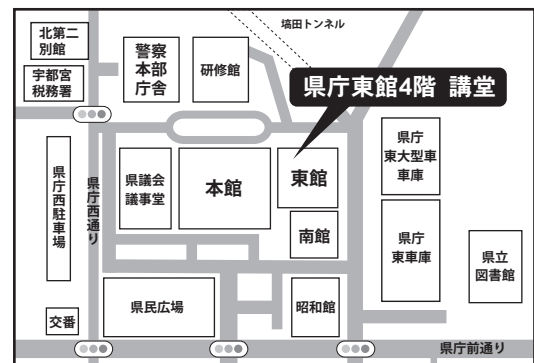 塙田トンネル
北第二
別館
宇都宮
税務署
警察
本部
庁舎
研修館
県庁東館4階 講堂
県庁西駐車場
県庁西通り
県議会
議事堂
本館
東館
南館
県庁
東大型車
車庫
県庁
東車庫
県立
図書館
県民広場
昭和館
交番
県庁前通り